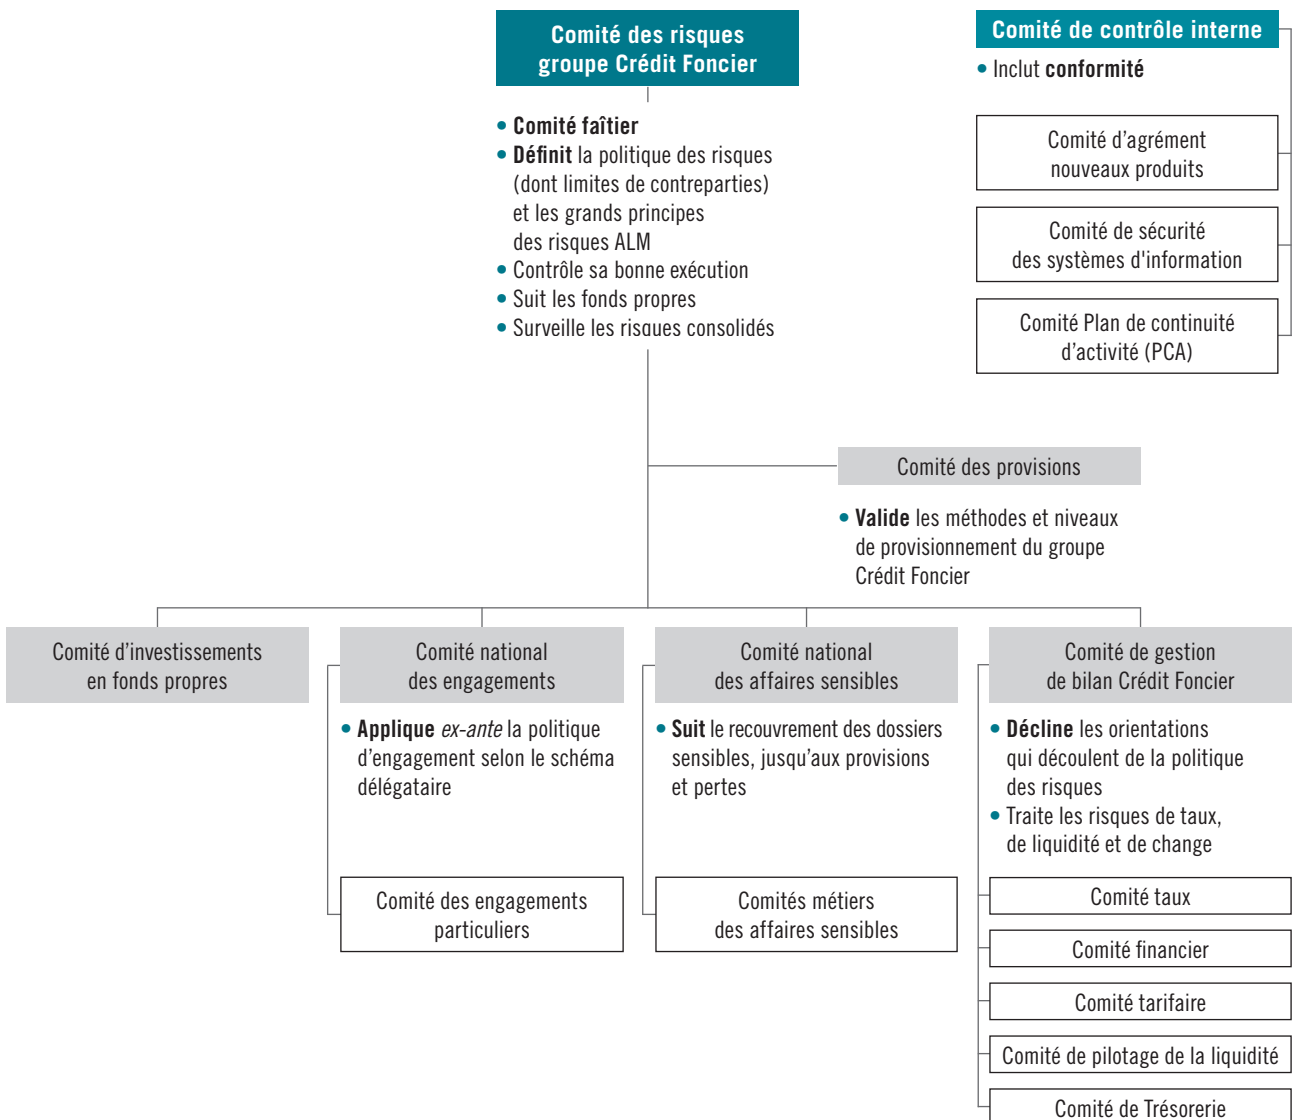 Comité des risques
groupe Crédit Foncier
• Comité faîtier
• Définit la politique des risques
(dont limites de contreparties)
et les grands principes
des risques ALM
• Contrôle sa bonne exécution
• Suit les fonds propres
• Surveille les risques consolidés
Comité de contrôle interne
• Inclut conformité
Comité d’agrément
nouveaux produits
Comité de sécurité
des systèmes d'information
Comité Plan de continuité
d’activité (PCA)
Comité des provisions
• Valide les méthodes et niveaux
de provisionnement du groupe
Crédit Foncier
Comité d’investissements
en fonds propres
Comité national
des engagements
• Applique ex-ante la politique
d’engagement selon le schéma
délégataire
Comité des engagements
particuliers
Comité national
des affaires sensibles
• Suit le recouvrement des dossiers
sensibles, jusqu’aux provisions
et pertes
Comités métiers
des affaires sensibles
Comité de gestion
de bilan Crédit Foncier
• Décline les orientations
qui découlent de la politique
des risques
• Traite les risques de taux,
de liquidité et de change
Comité taux
Comité financier
Comité tarifaire
Comité de pilotage de la liquidité
Comité de Trésorerie